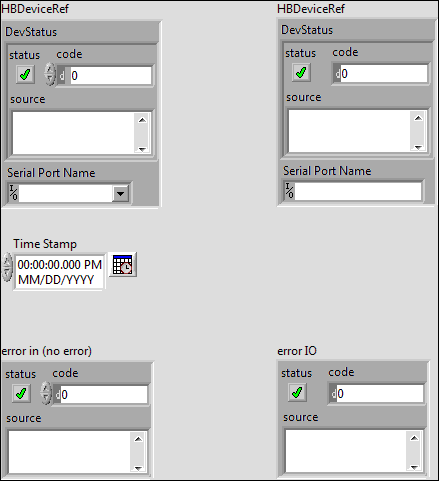 HBDeviceRef
DevStatus
status code
d 0
source
Serial Port Name
I/O
HBDeviceRef
DevStatus
status code
d 0
source
Serial Port Name
I/O
Time Stamp
00:00:00.000 PM
MM/DD/YYYY
error in (no error)
status code
d 0
source
error IO
status code
d 0
source